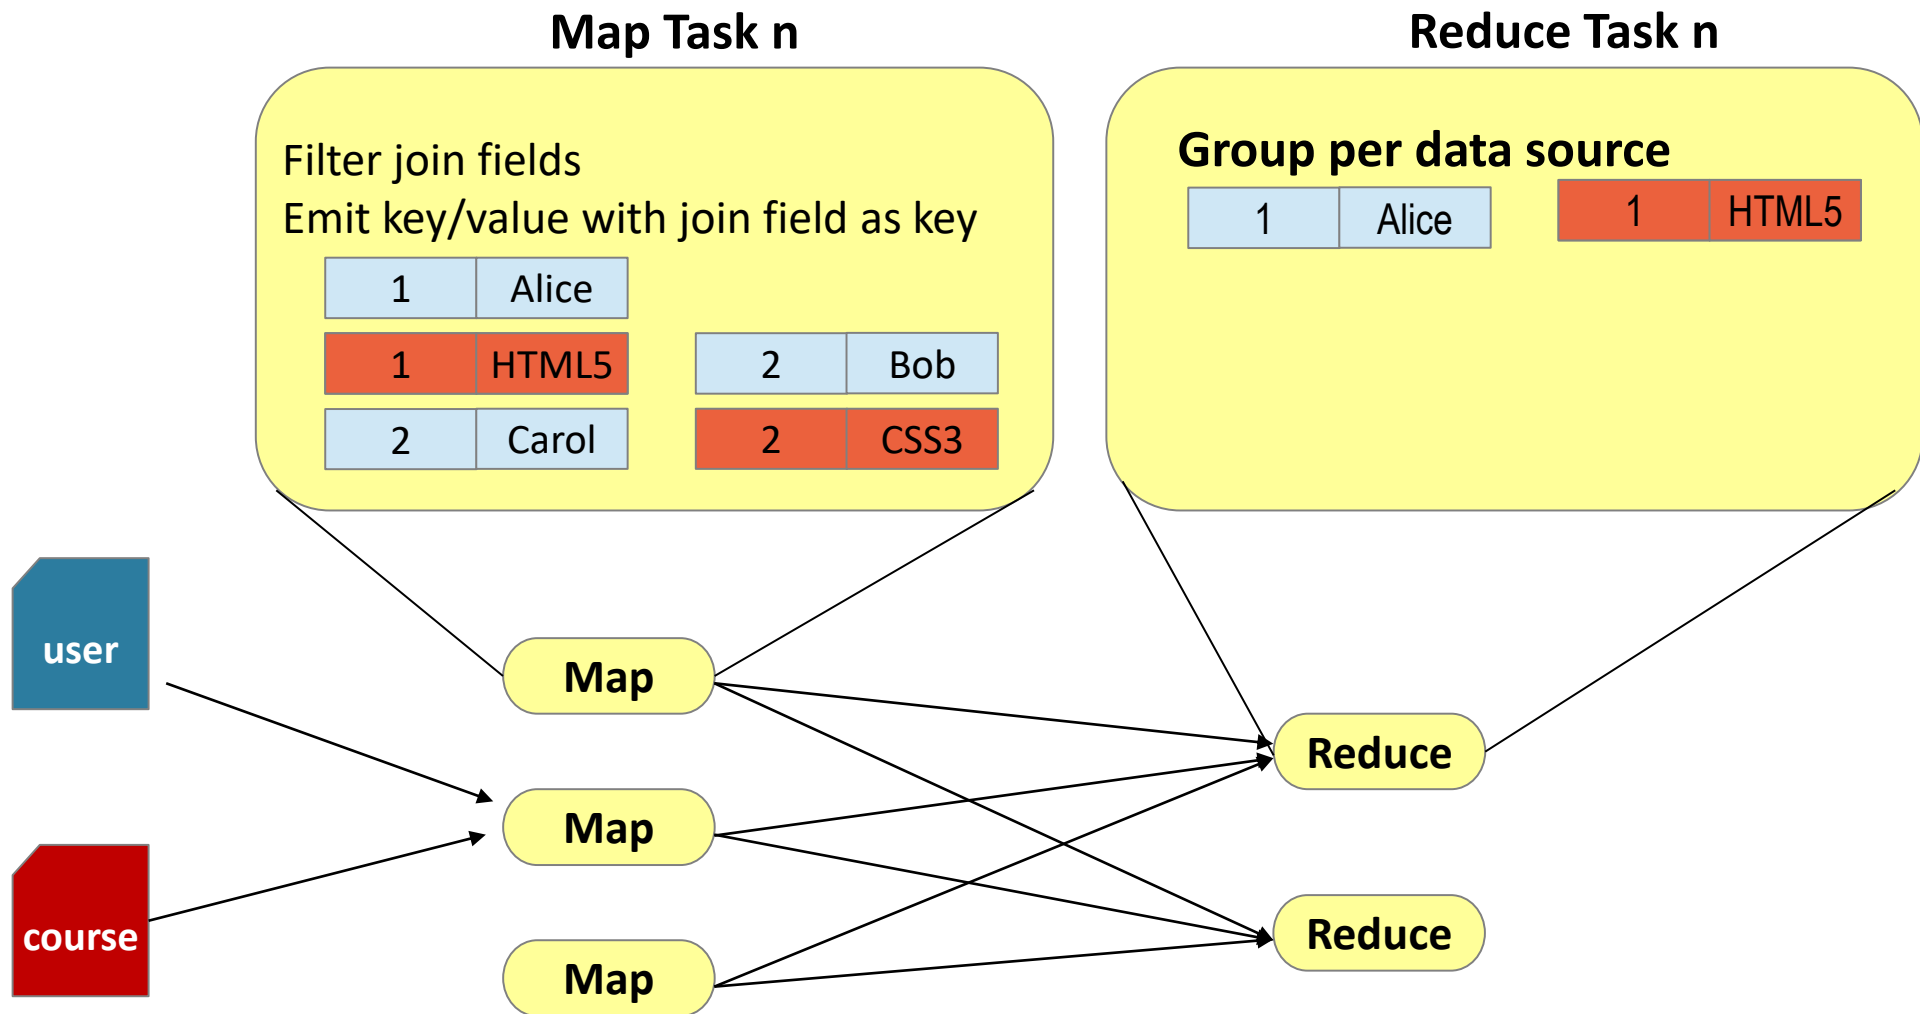 Map Task n
Reduce Task n
Filter join fields
Emit key/value with join field as key
1 Alice
1 HTML5
2 Bob
2 Carol
2 CSS3
Group per data source
1 Alice
1 HTML5
user
course
Map
Map
Map
Reduce
Reduce